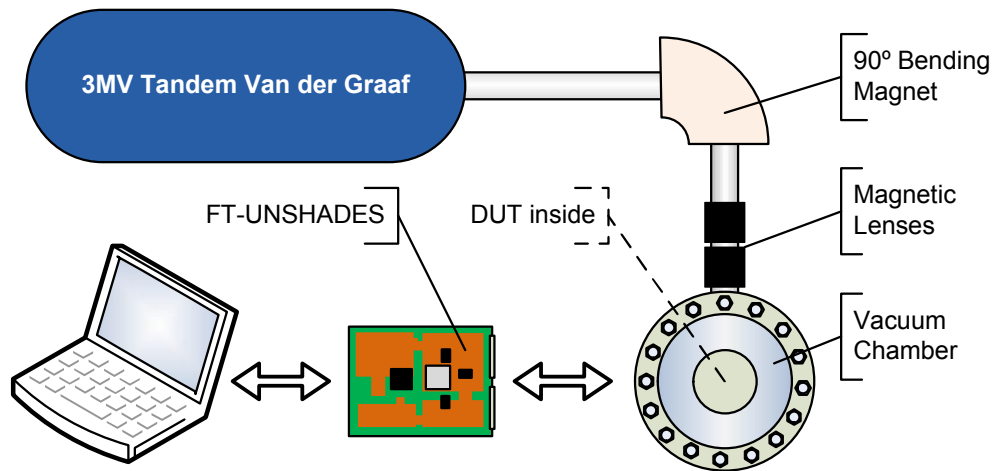 3MV Tandem Van der Graaf
90º Bending
Magnet
FT-UNSHADES
DUT inside
Magnetic
Lenses
Vacuum
Chamber